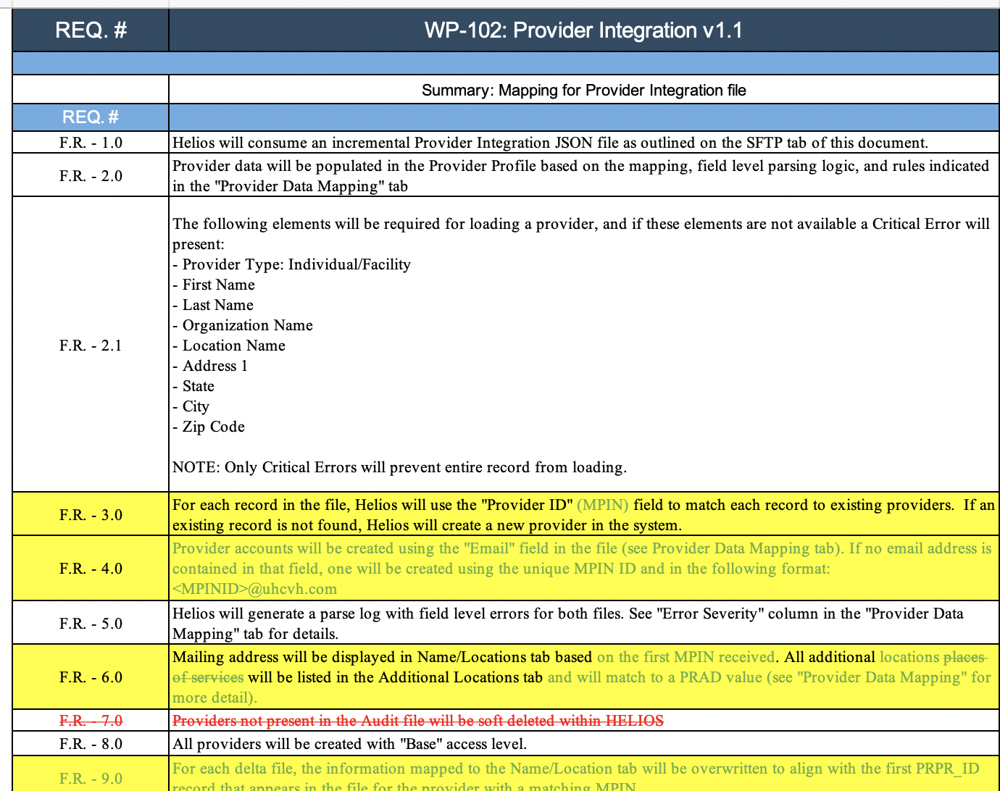 REQ. #
WP-102: Provider Integration v1.1
Summary: Mapping for Provider Integration file
REQ. #
F.R. - 1.0
Helios will consume an incremental Provider Integration JSON file as outlined on the SFTP tab of this document.
F.R. - 2.0
Provider data will be populated in the Provider Profile based on the mapping, field level parsing logic, and rules indicated
in the "Provider Data Mapping" tab
F.R. - 2.1
The following elements will be required for loading a provider, and if these elements are not available a Critical Error will
present:
- Provider Type: Individual/Facility
- First Name
- Last Name
- Organization Name
- Location Name
- Address 1
- State
- City
- Zip Code
NOTE: Only Critical Errors will prevent entire record from loading.
F.R. - 3.0
For each record in the file, Helios will use the "Provider ID" (MPIN) field to match each record to existing providers.  If an
existing record is not found, Helios will create a new provider in the system.
F.R. - 4.0
Provider accounts will be created using the "Email" field in the file (see Provider Data Mapping tab). If no email address is
contained in that field, one will be created using the unique MPIN ID and in the following format:
<MPINID>@uhcvh.com
F.R. - 5.0
Helios will generate a parse log with field level errors for both files. See "Error Severity" column in the "Provider Data
Mapping" tab for details.
F.R. - 6.0
Mailing address will be displayed in Name/Locations tab based on the first MPIN received. All additional locations places
of services will be listed in the Additional Locations tab and will match to a PRAD value (see "Provider Data Mapping" for
more detail).
F.R. - 7.0
Providers not present in the Audit file will be soft deleted within HELIOS
F.R. - 8.0
All providers will be created with "Base" access level.
F.R. - 9.0
For each delta file, the information mapped to the Name/Location tab will be overwritten to align with the first PRPR_ID
record that appears in the file for the provider with a matching MPIN